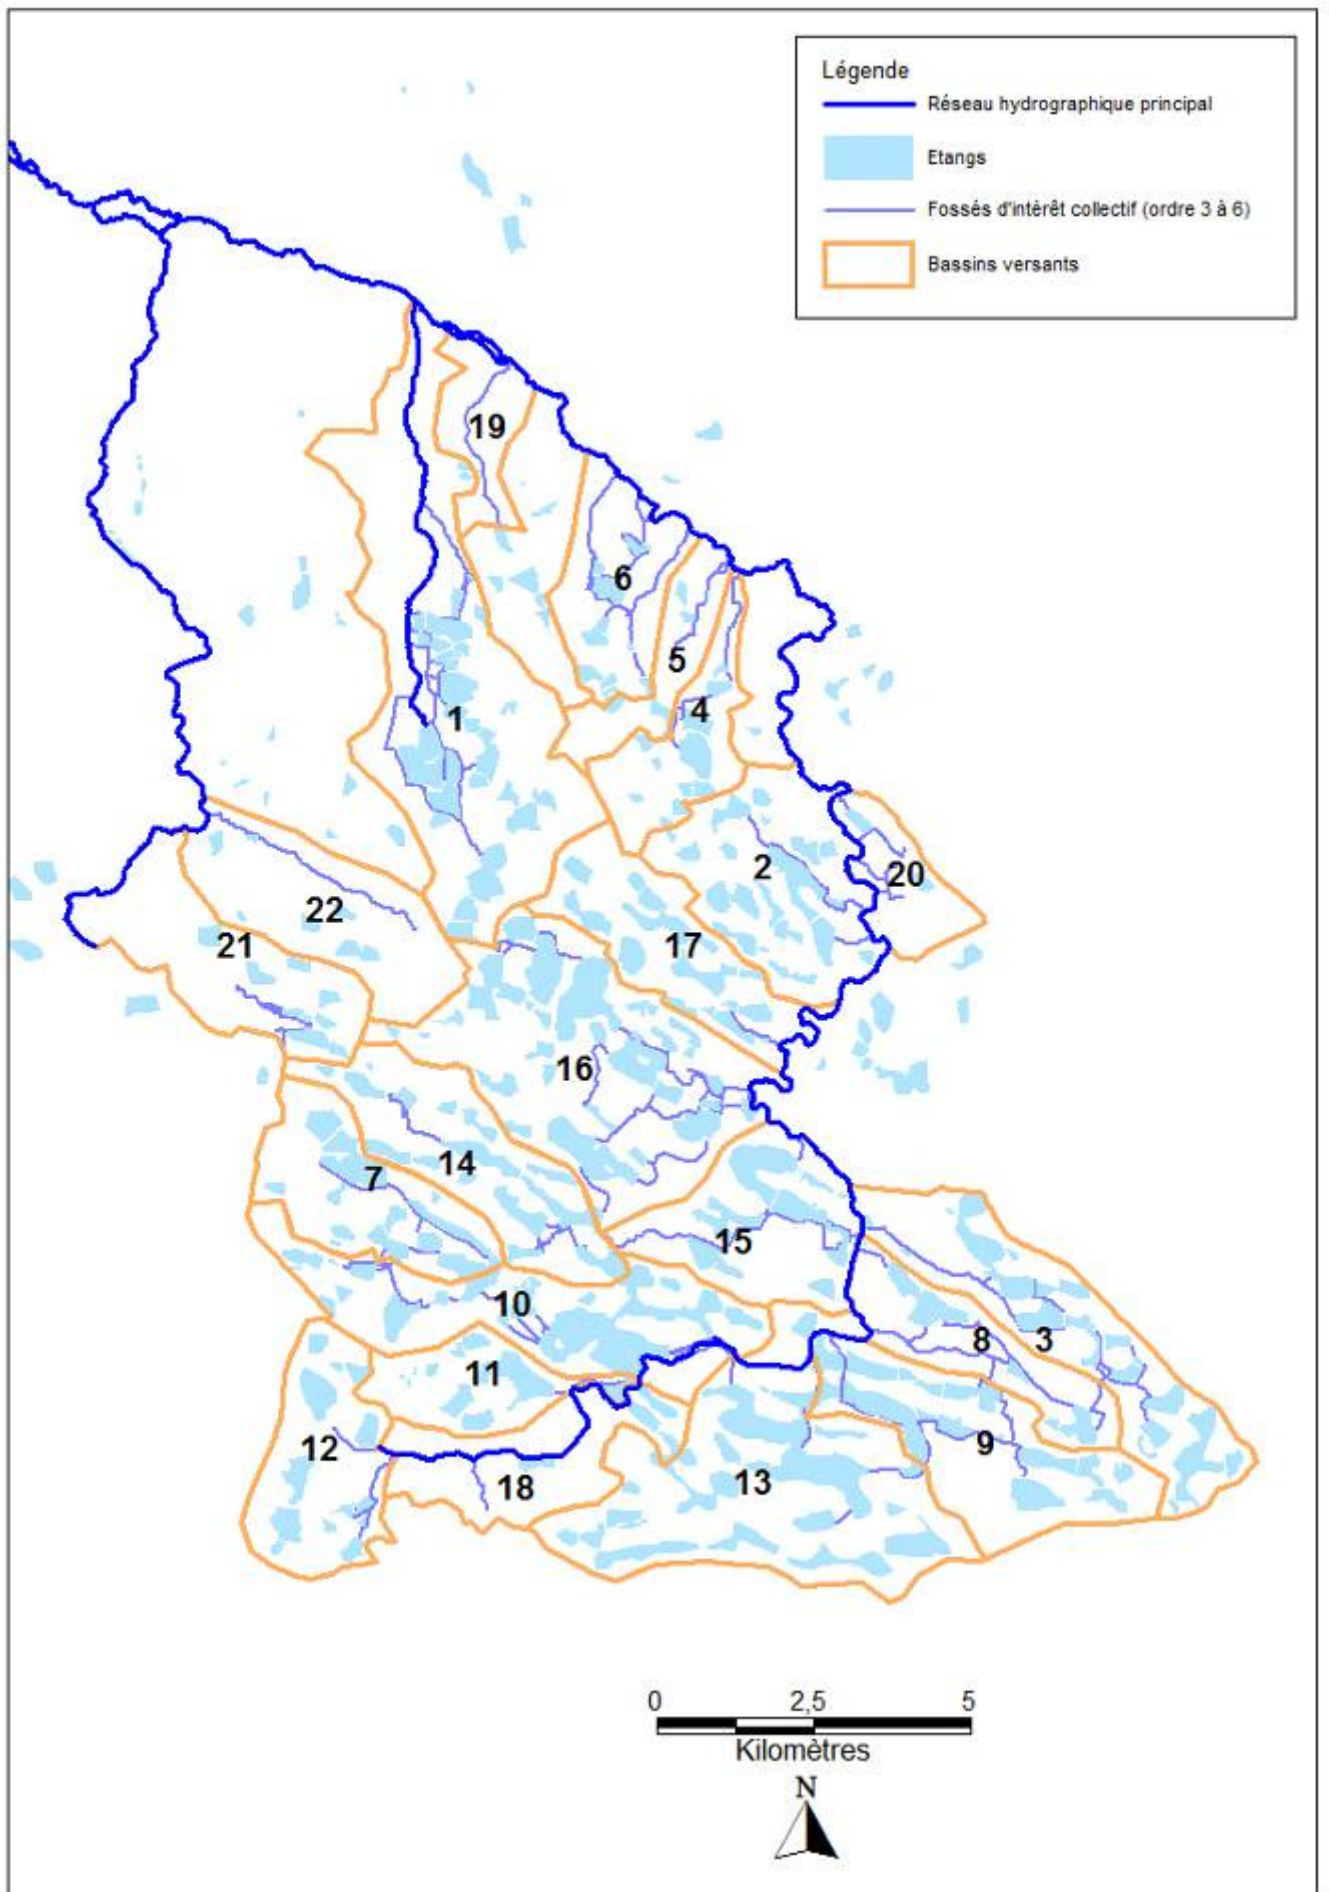 Légende
Réseau hydrographique principal
Etangs
Fossés d'intérêt collectif (ordre 3 à 6)
Bassins versants
19
6
5
4
1
2
20
22
21
17
16
14
7
15
10
8
3
11
9
12
13
18
0 2,5 5
Kilomètres
N